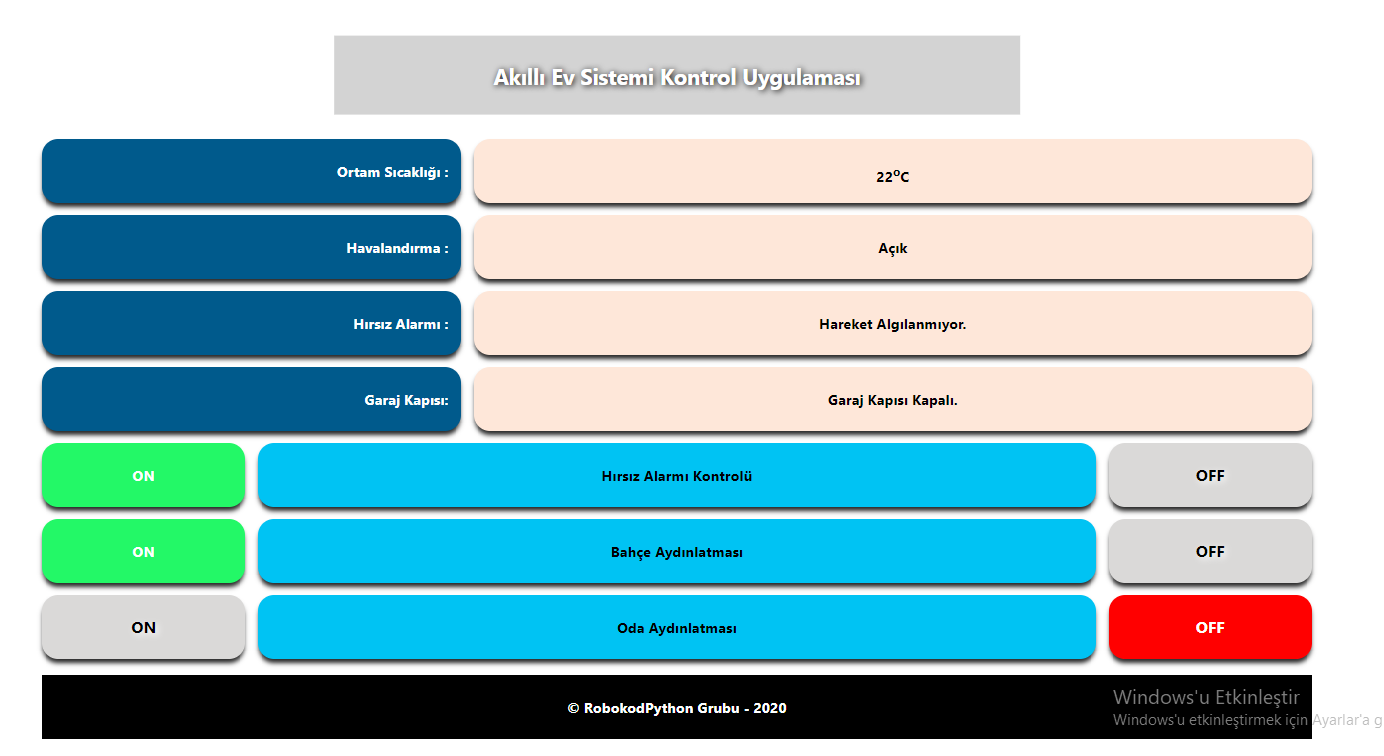 Akıllı Ev Sistemi Kontrol Uygulaması
Ortam Sıcaklığı :
22°C
Havalandırma :
Açık
Hırsız Alarmı :
Hareket Algılanmıyor.
Garaj Kapısı:
Garaj Kapısı Kapalı.
ON
Hırsız Alarmı Kontrolü
OFF
ON
Bahçe Aydınlatması
OFF
ON
Oda Aydınlatması
OFF
© RobokodPython Grubu - 2020
Windows'u Etkinleştir
Windows'u etkinleştirmek için Ayarlar'a g